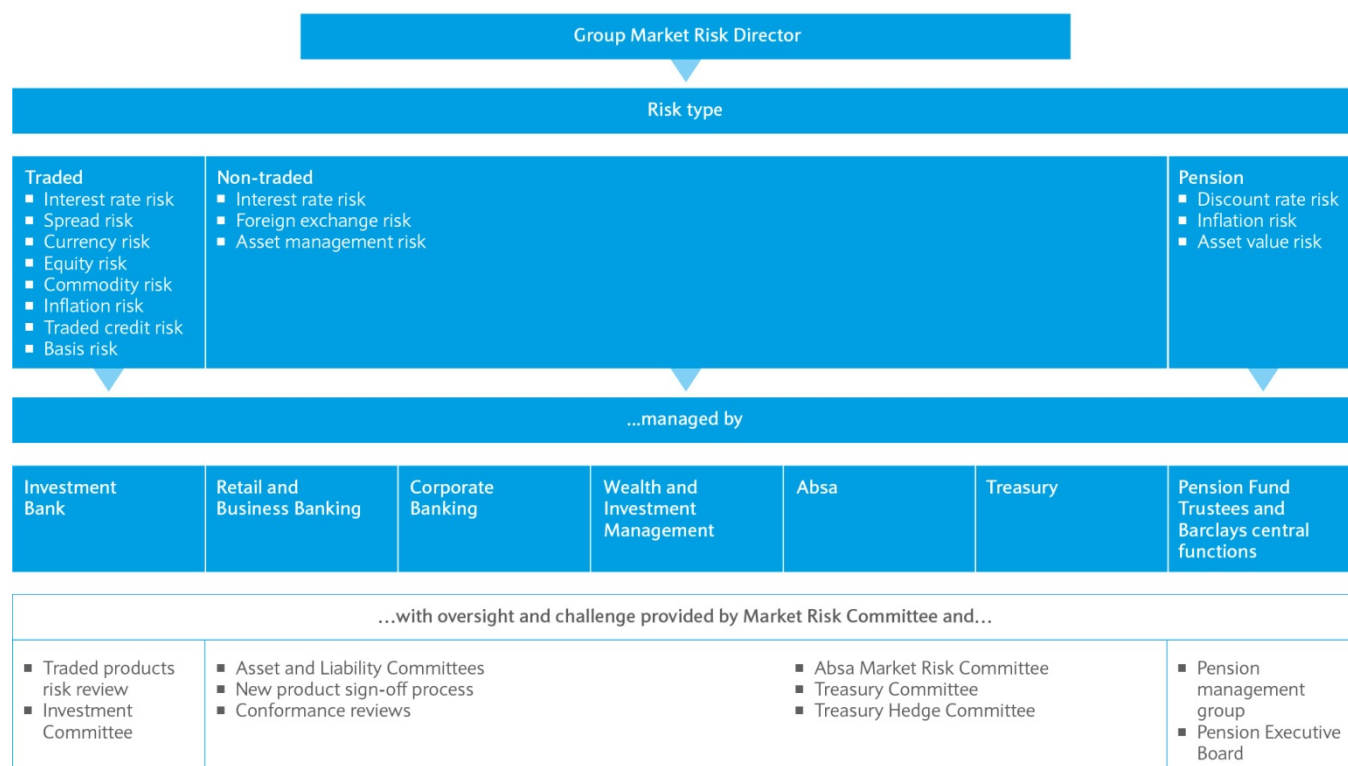 Group Market Risk Director
Risk type
Traded
■ Interest rate risk
■ Spread risk
■ Currency risk
■ Equity risk
■ Commodity risk
■ Inflation risk
■ Traded credit risk
■ Basis risk
Non-traded
■ Interest rate risk
■ Foreign exchange risk
■ Asset management risk
Pension
■ Discount rate risk
■ Inflation risk
■ Asset value risk
...managed by
Investment
Bank
Retail and
Business Banking
Corporate
Banking
Wealth and
Investment
Management
Absa
Treasury
Pension Fund
Trustees and
Barclays central
functions
...with oversight and challenge provided by Market Risk Committee and...
■ Traded products
risk review
■ Investment
Committee
■ Asset and Liability Committees
■ New product sign-off process
■ Conformance reviews
■ Absa Market Risk Committee
■ Treasury Committee
■ Treasury Hedge Committee
■ Pension
management
group
■ Pension Executive
Board